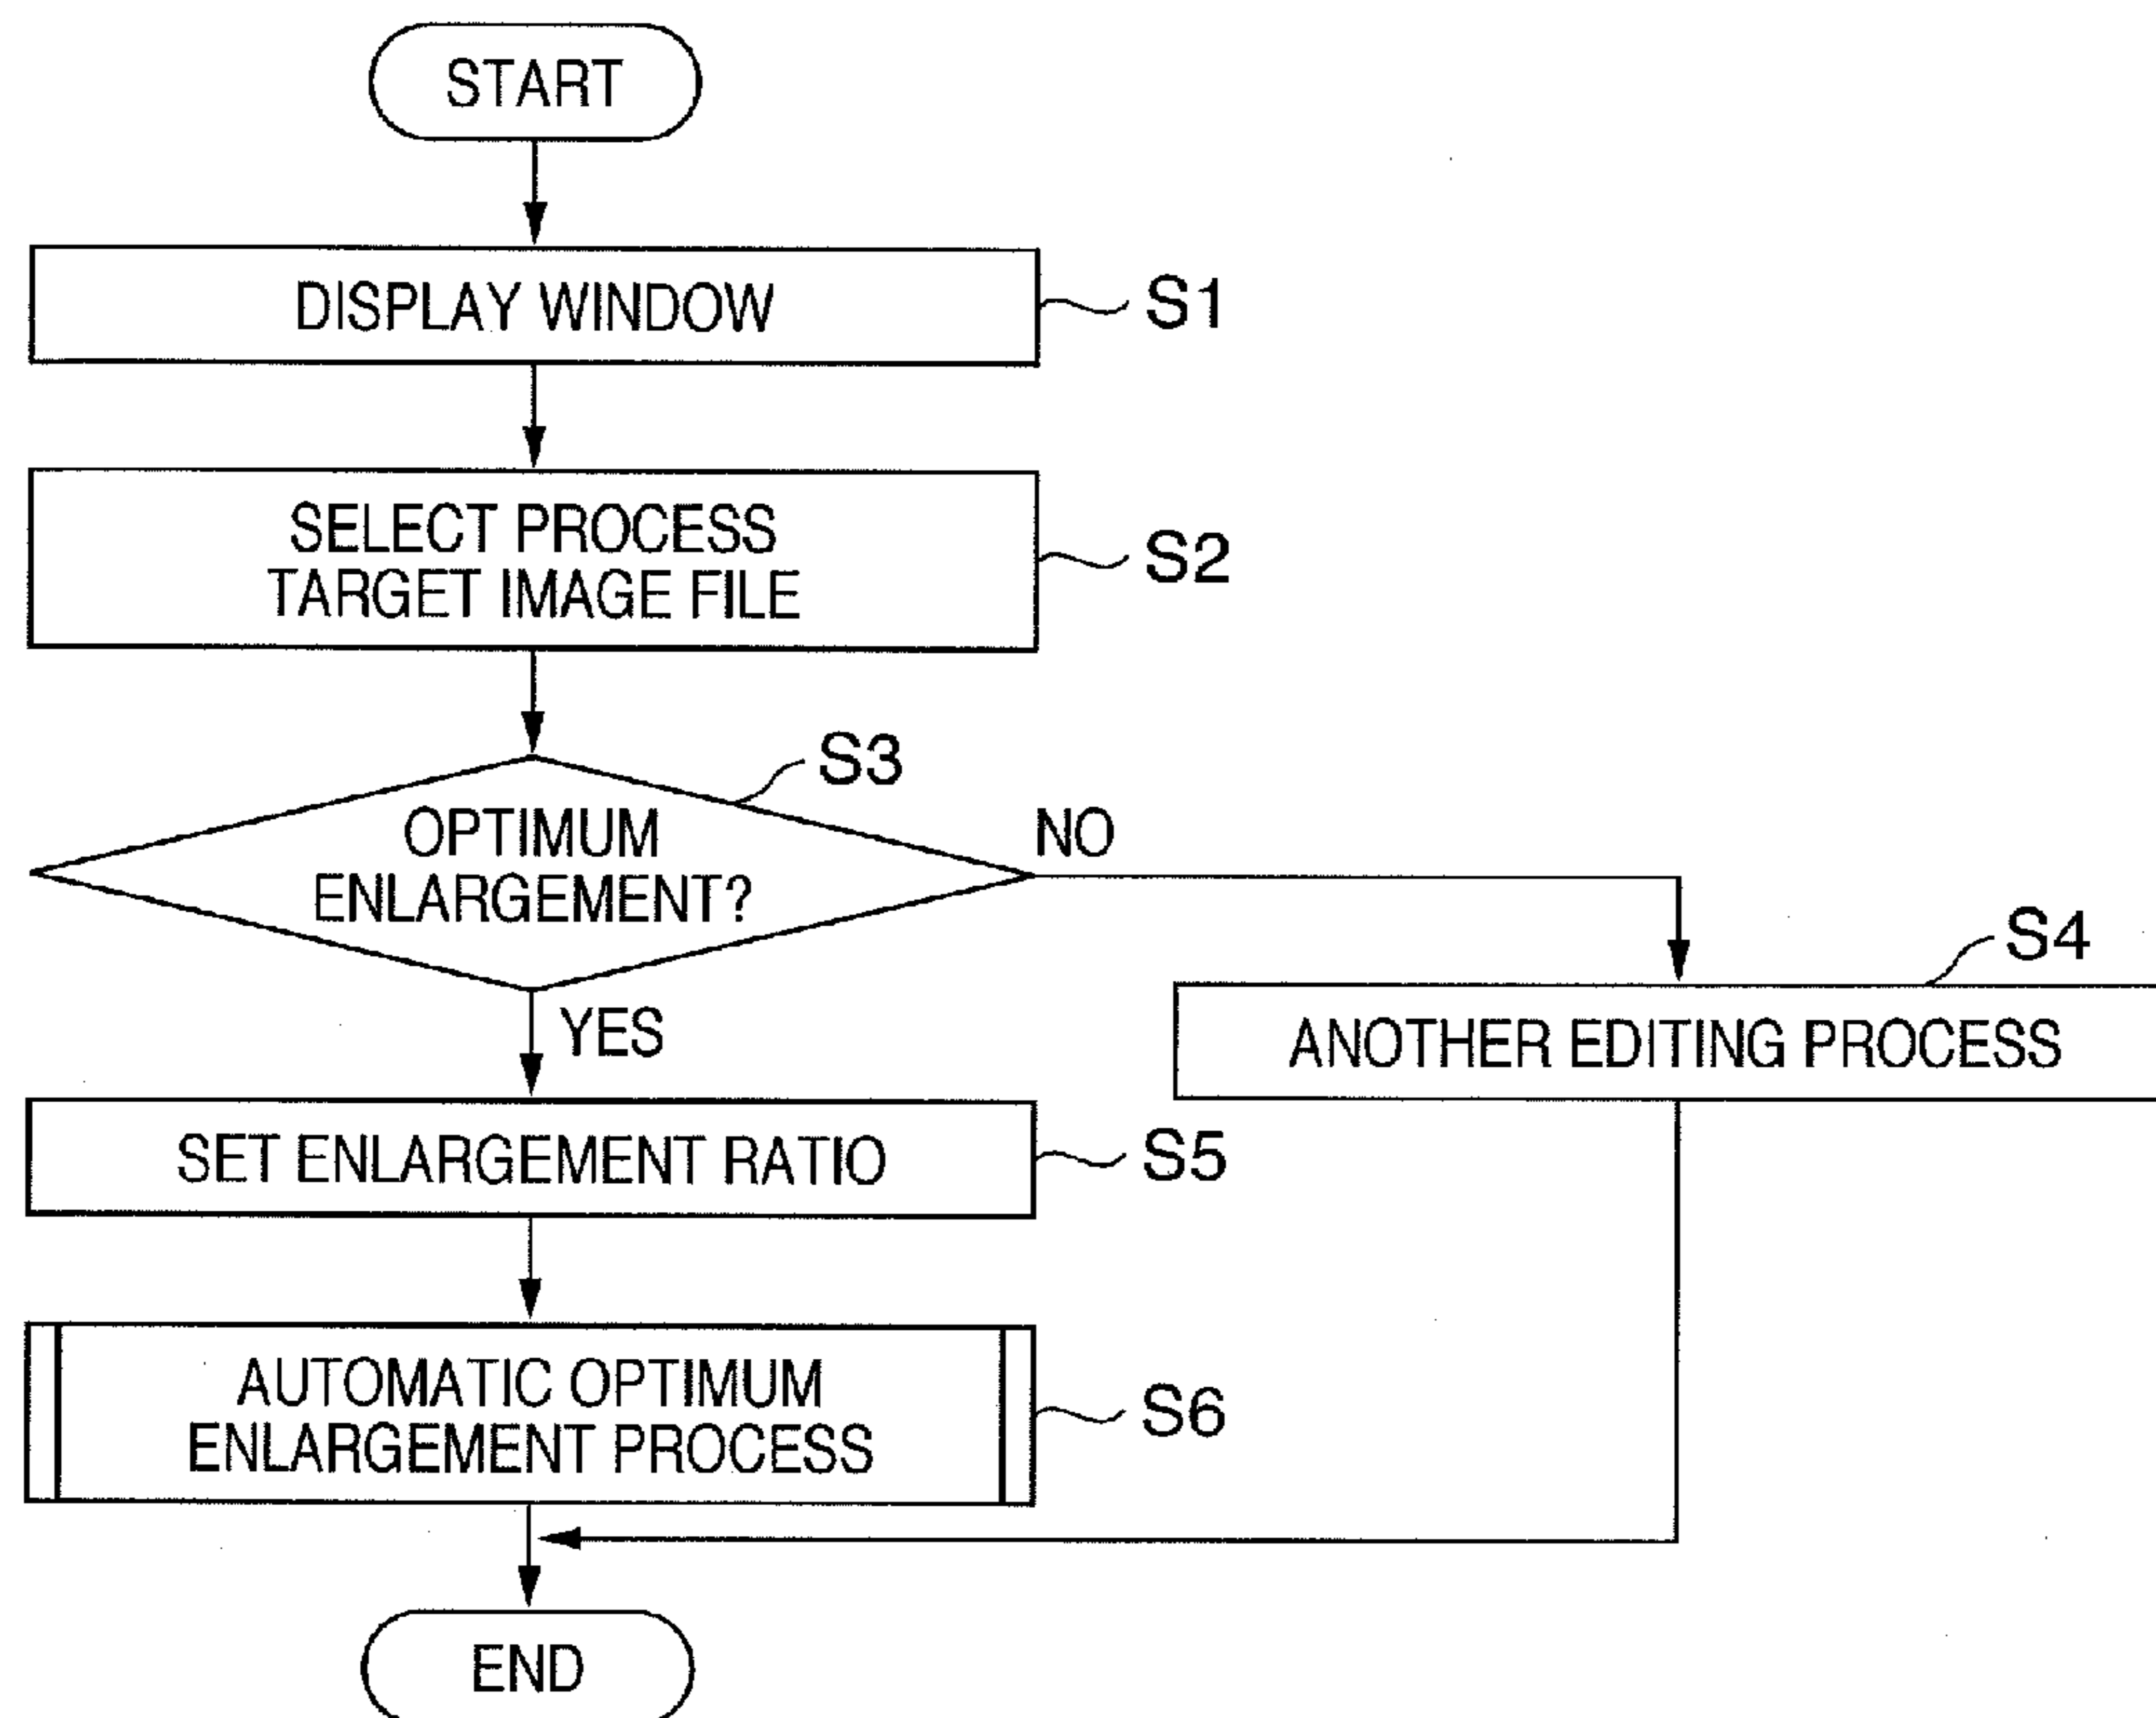 START
DISPLAY WINDOW
S1
SELECT PROCESS
TARGET IMAGE FILE
S2
S3
OPTIMUM
ENLARGEMENT?
NO
YES
S4
ANOTHER EDITING PROCESS
SET ENLARGEMENT RATIO
S5
AUTOMATIC OPTIMUM
ENLARGEMENT PROCESS
S6
END